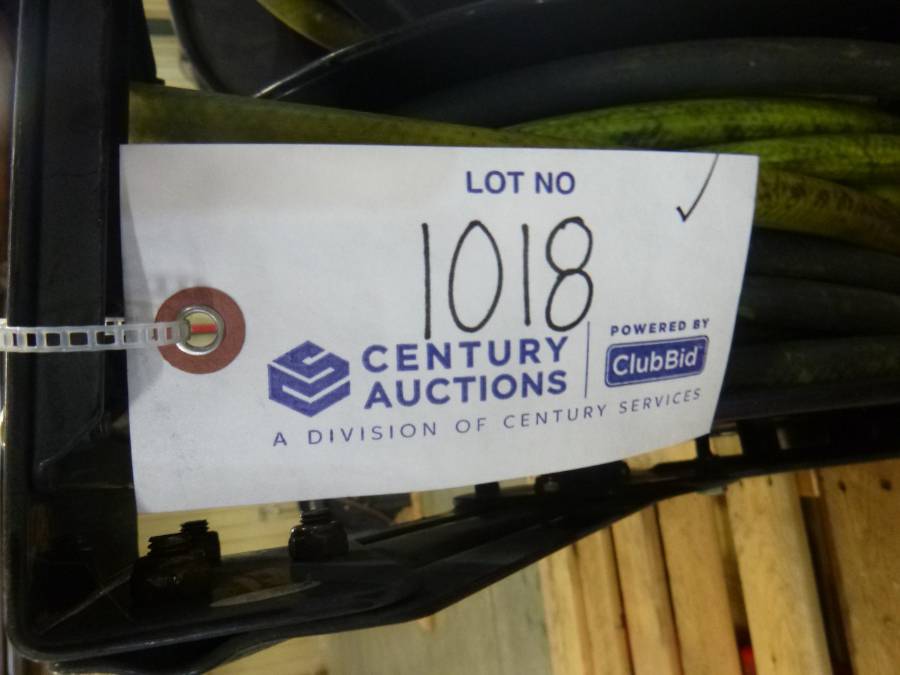 LOT NO
1018
CENTURY
AUCTIONS
POWERED BY
ClubBid
A DIVISION OF CENTURY SERVICES